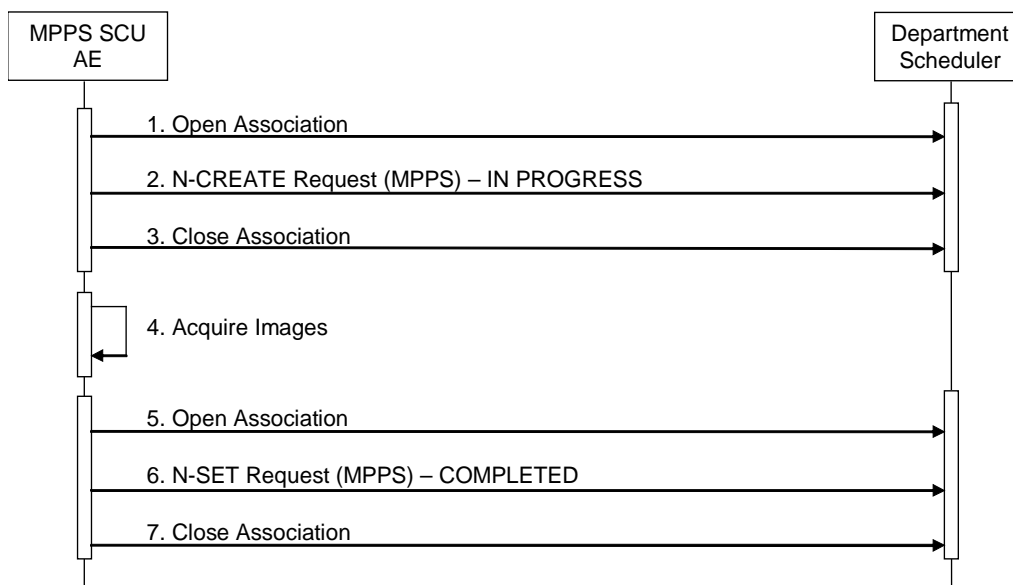 MPPS SCU
AE
Department
Scheduler
1. Open Association
2. N-CREATE Request (MPPS) – IN PROGRESS
3. Close Association
4. Acquire Images
5. Open Association
6. N-SET Request (MPPS) – COMPLETED
7. Close Association